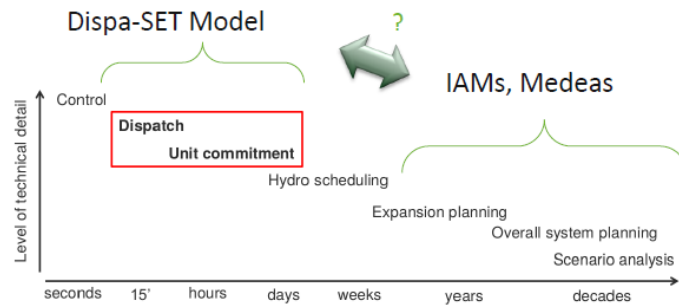 Dispa-SET Model
?
IAMs, Medeas
Level of technical detail
Control
Dispatch
Unit commitment
Hydro scheduling
Expansion planning
Overall system planning
Scenario analysis
seconds 15' hours days weeks years decades